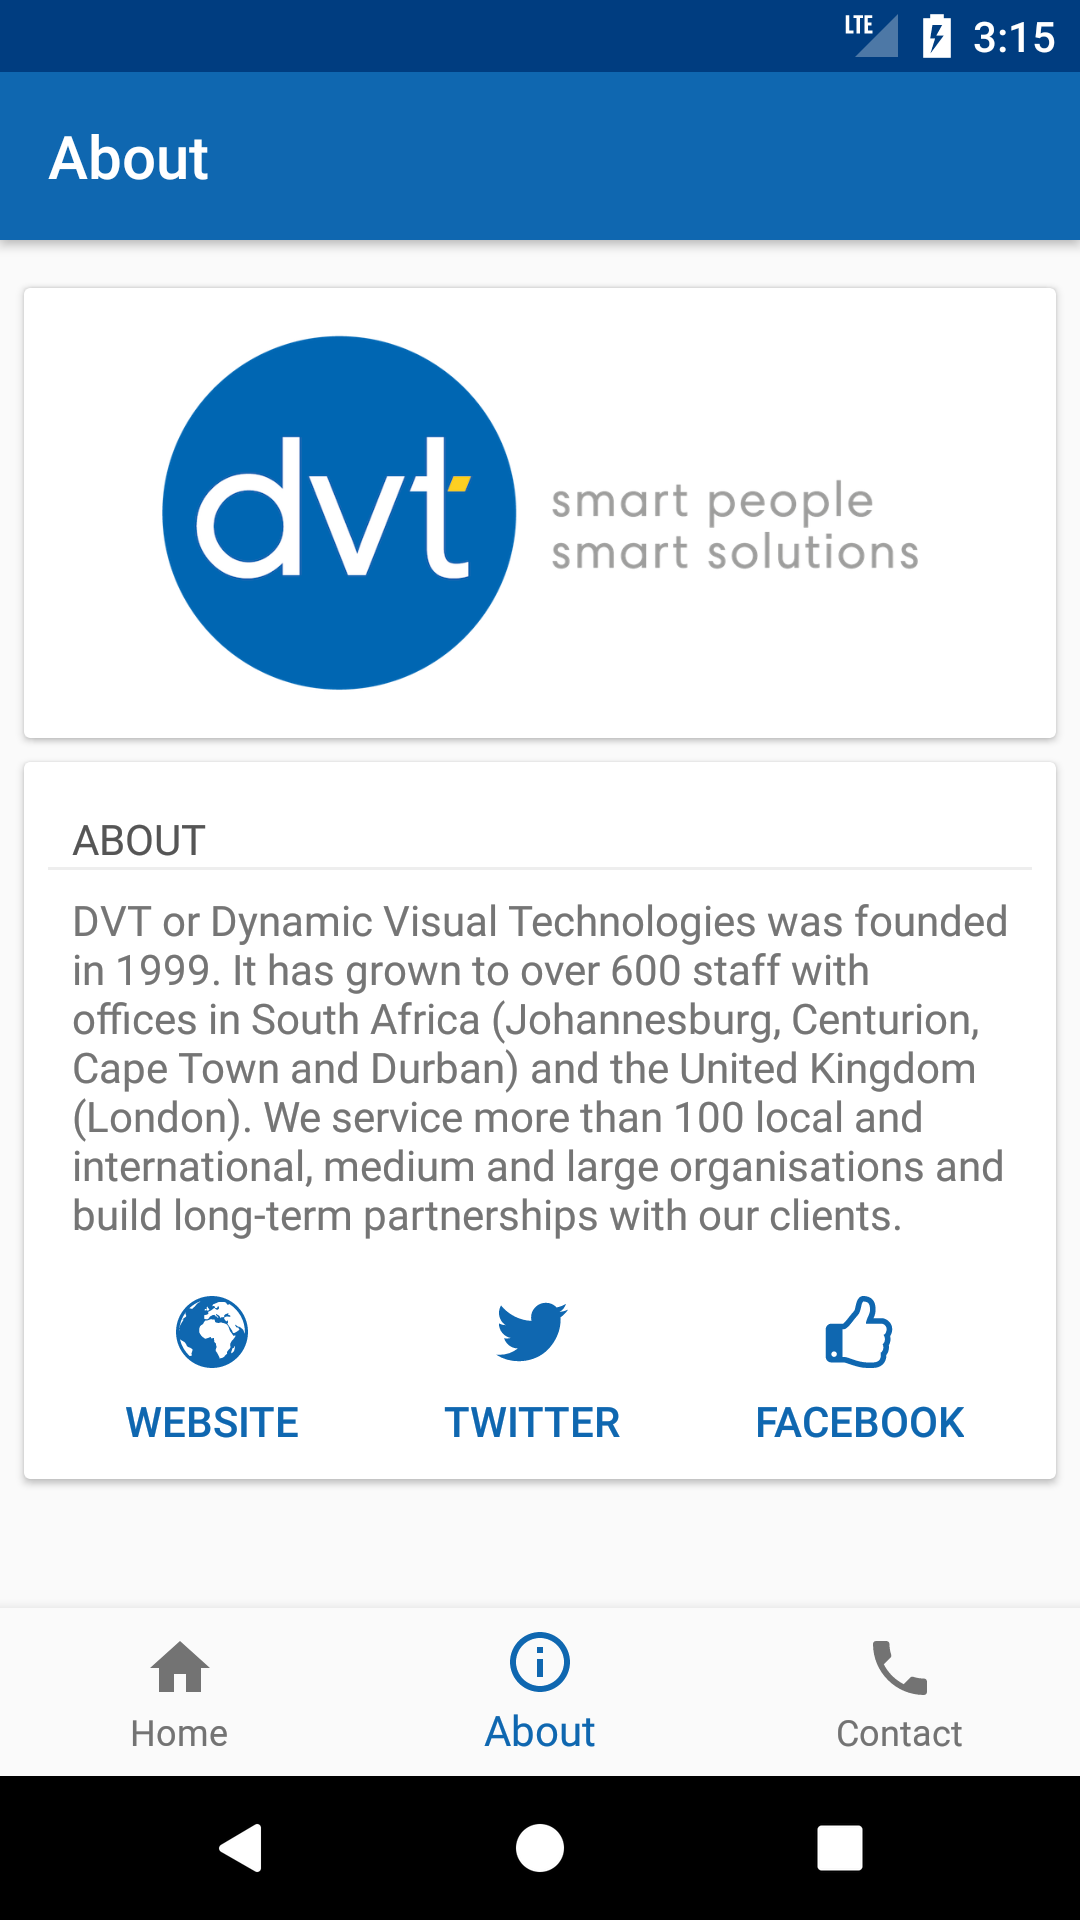 LTE 3:15
About
dvt
smart people
smart solutions
ABOUT
DVT or Dynamic Visual Technologies was founded
in 1999. It has grown to over 600 staff with
offices in South Africa (Johannesburg, Centurion,
Cape Town and Durban) and the United Kingdom
(London). We service more than 100 local and
international, medium and large organisations and
build long-term partnerships with our clients.
WEBSITE TWITTER FACEBOOK
Home About Contact